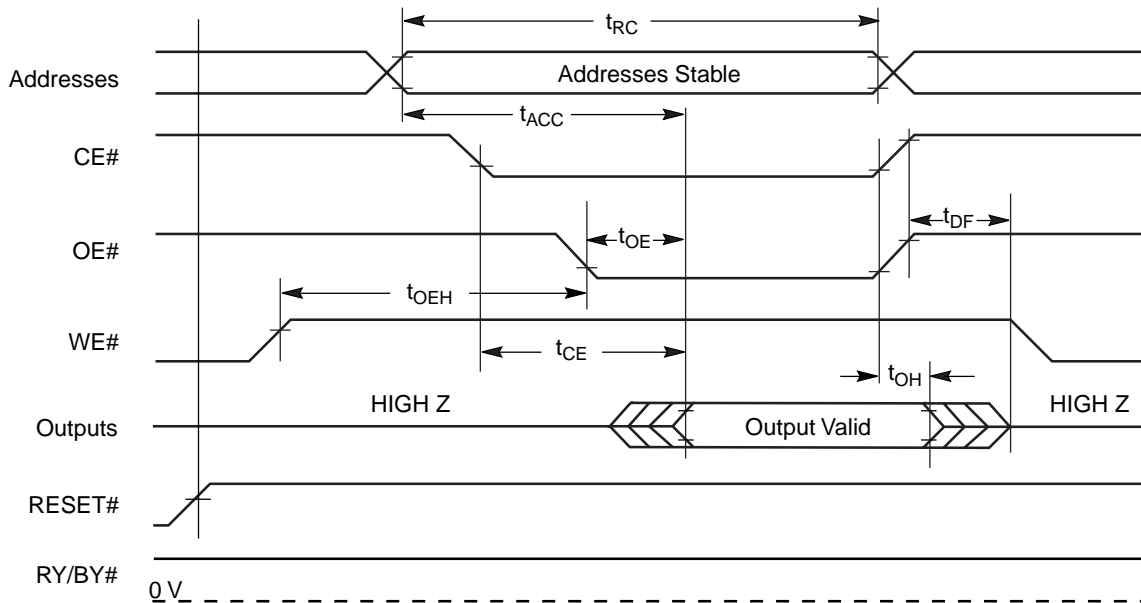 tRC
Addresses
Addresses Stable
tACC
CE#
OE#
tOE
tDF
tOEH
WE#
tCE
tOH
HIGH Z
HIGH Z
Outputs
Output Valid
RESET#
RY/BY#
0 V